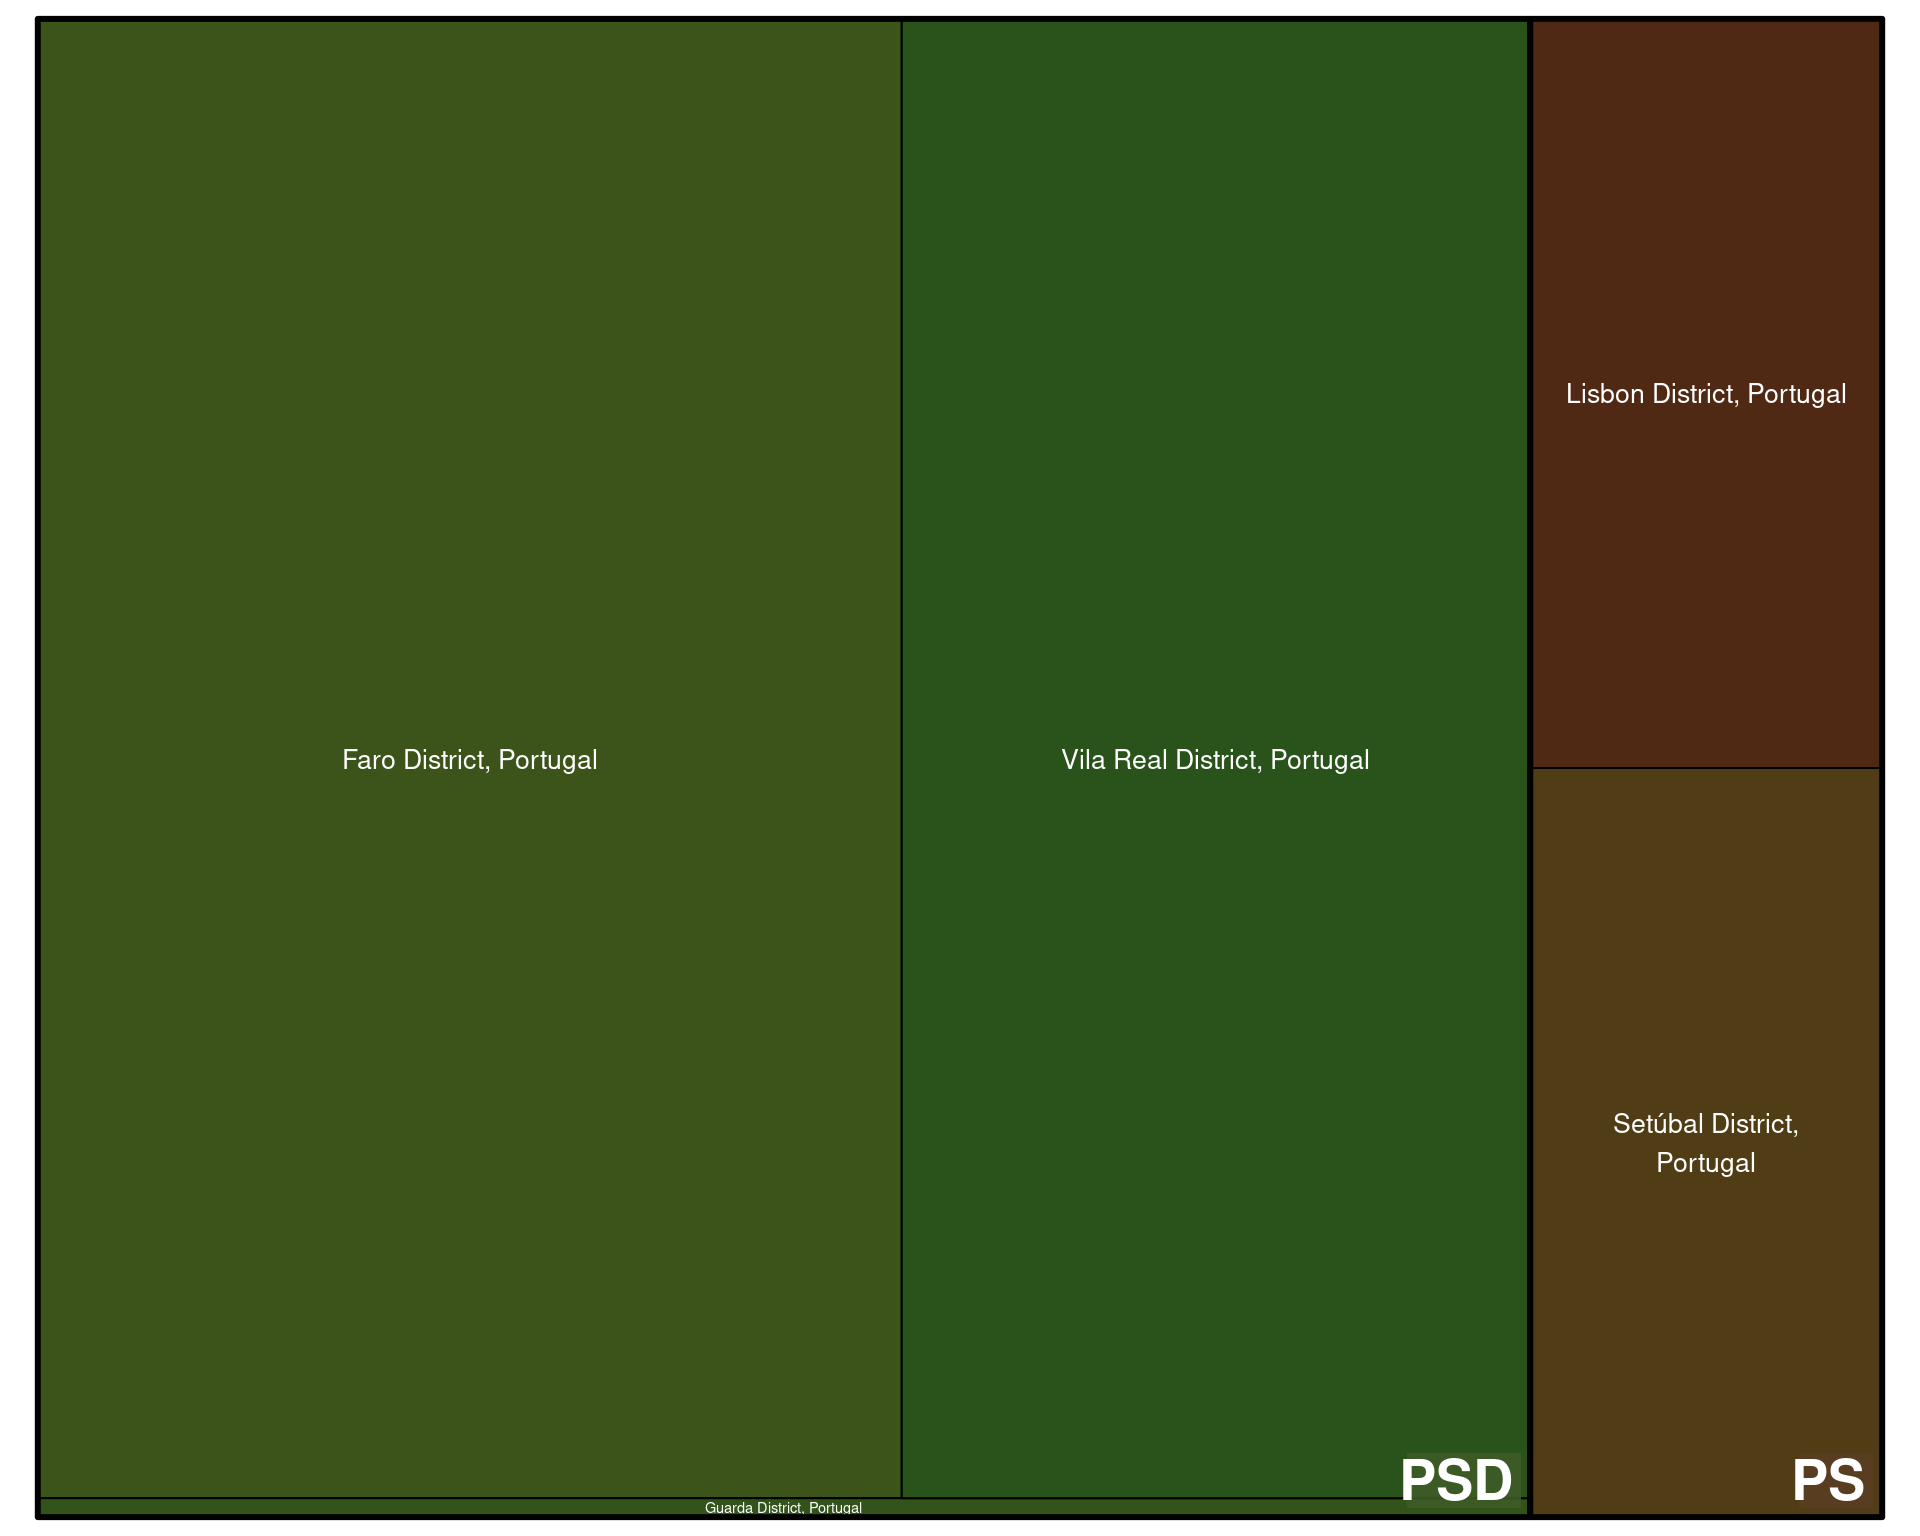 Lisbon District, Portugal
Faro District, Portugal
Vila Real District, Portugal
Setúbal District,
Portugal
PSD
PS
Guarda District, Portugal